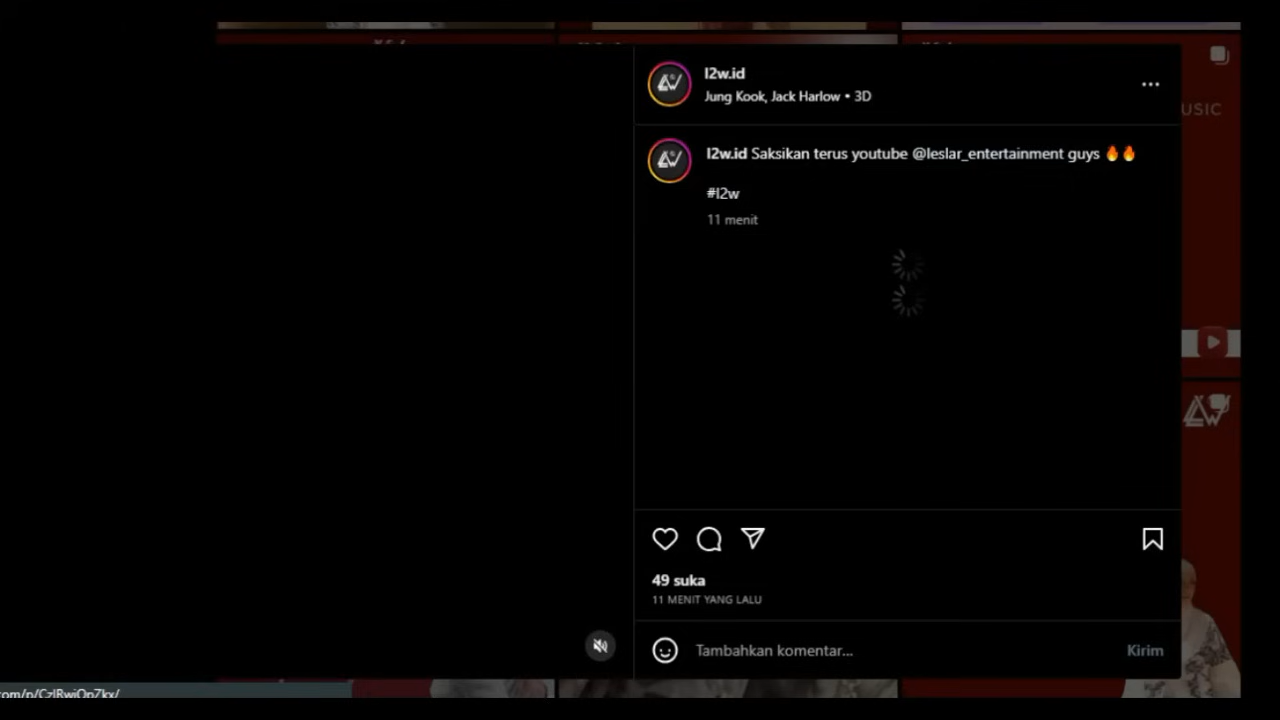 l2w.id
Jung Kook, Jack Harlow • 3D
USIC
l2w.id Saksikan terus youtube @leslar_entertainment guys 🔥🔥
#l2w
11 menit
49 suka
11 MENIT YANG LALU
Tambahkan komentar...
Kirim